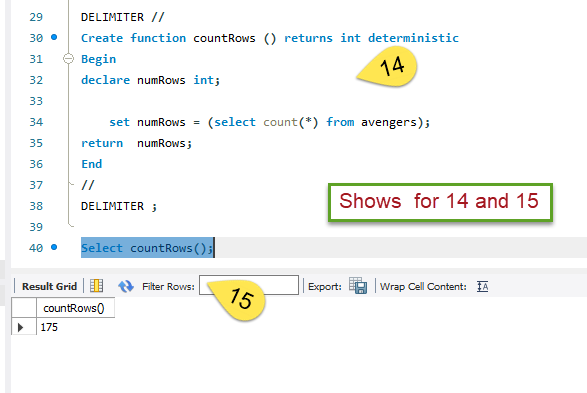 29 DELIMITER //
30 Create function countRows () returns int deterministic
31 Begin
32 declare numRows int;
33
34 set numRows = (select count(*) from avengers);
35 return numRows;
36 End
37 //
38 DELIMITER ;
39
40 Select countRows();
14
Shows for 14 and 15
Result Grid Filter Rows: Export: Wrap Cell Content: IA
15
countRows()
175